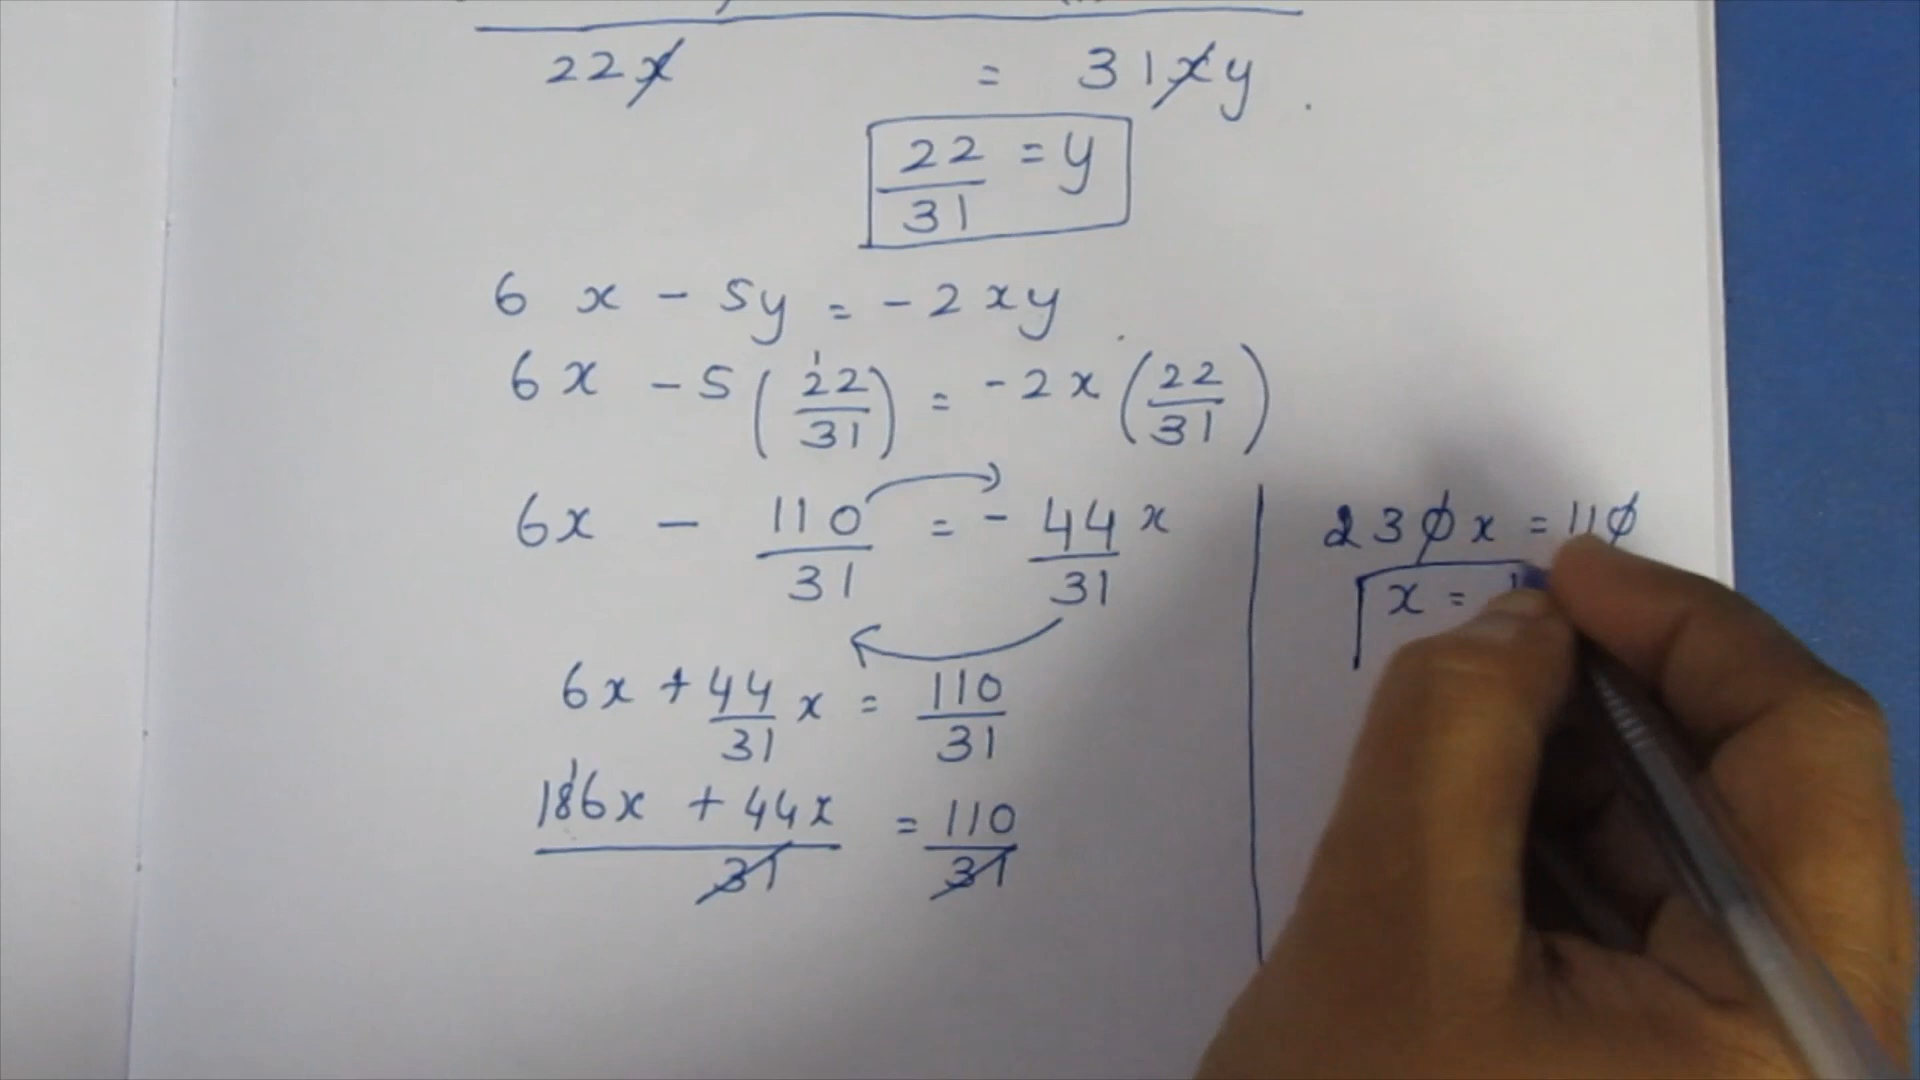 22x = 31xy
22/31 = y
6x - 5y = -2xy
6x - 5(22/31) = -2x(22/31)
6x - 110/31 = -44/31 x
6x + 44/31 x = 110/31
186x + 44x / 31 = 110/31
230x = 110
x =